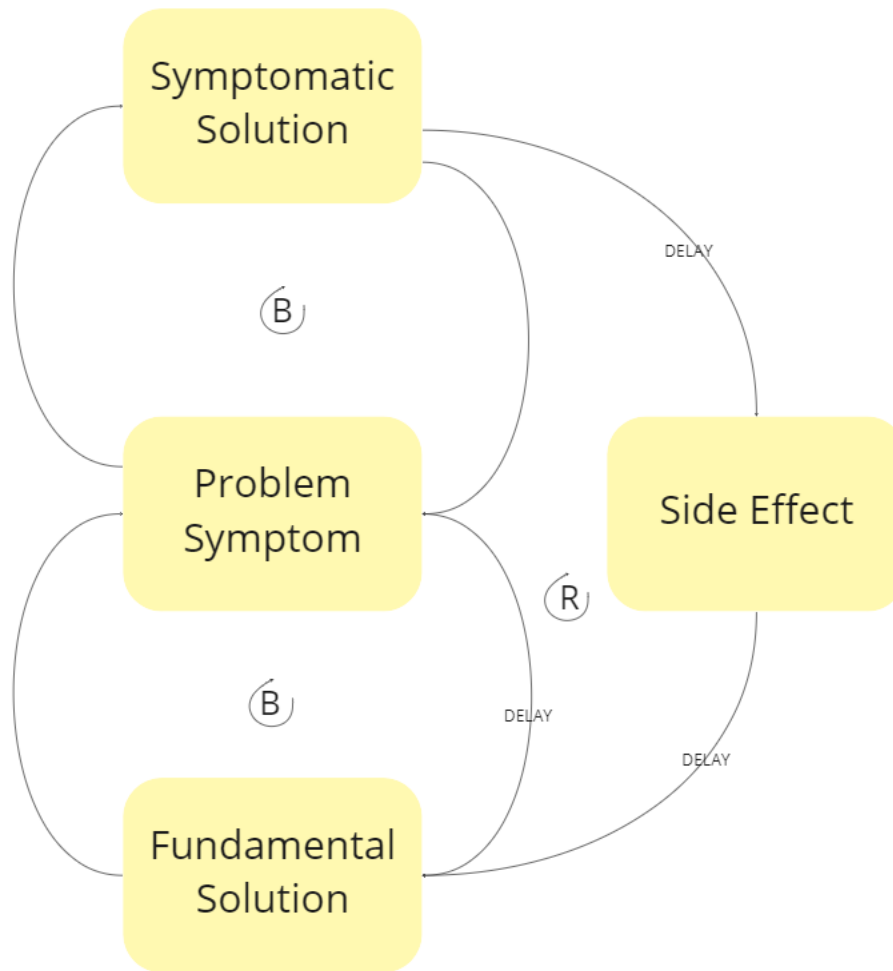 Symptomatic
Solution
DELAY
B
Problem
Symptom
Side Effect
R
B
DELAY
DELAY
Fundamental
Solution